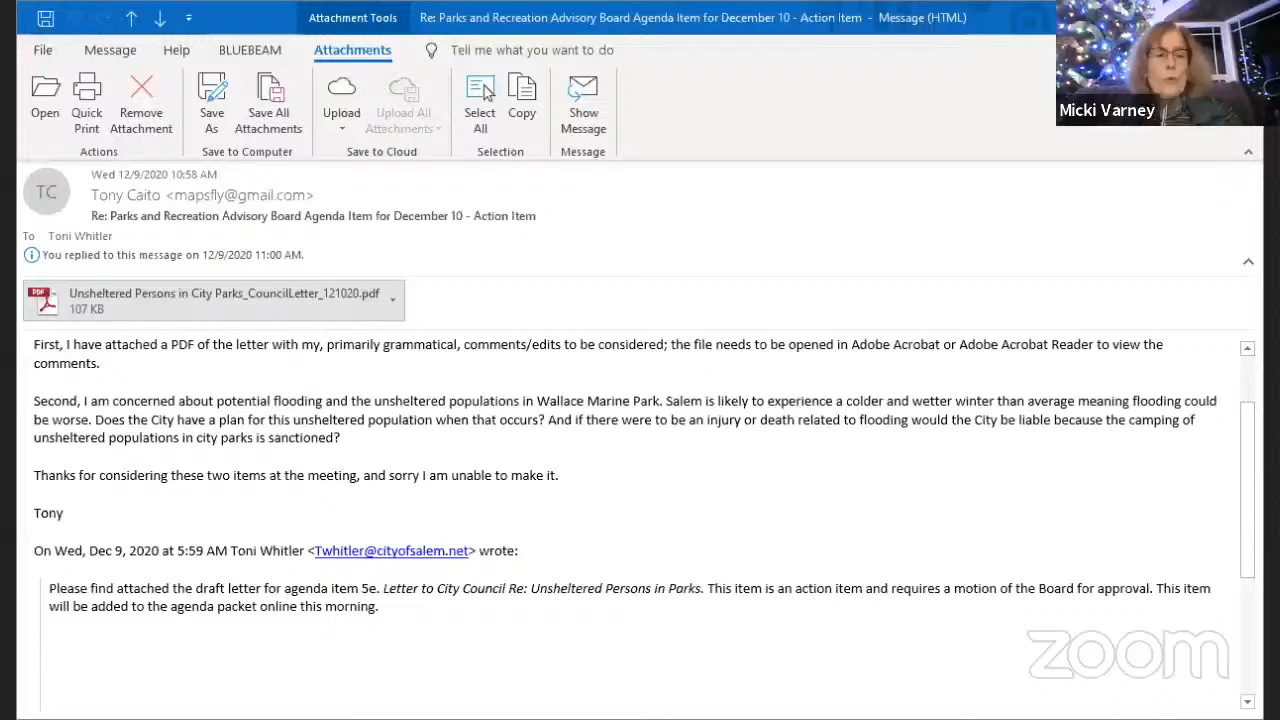 Attachment Tools
Re: Parks and Recreation Advisory Board Agenda Item for December 10 - Action Item - Message (HTML)
File Message Help BLUEBEAM Attachments Tell me what you want to do
Open Quick Print Remove Attachment Save As Save All Attachments Upload Upload All Attachments Select All Copy Show Message
Actions Save to Computer Save to Cloud Selection Message
Micki Varney
Wed 12/9/2020 10:58 AM
TC
Tony Caito <mapsfly@gmail.com>
Re: Parks and Recreation Advisory Board Agenda Item for December 10 - Action Item
To Toni Whitler
You replied to this message on 12/9/2020 11:00 AM.
PDF
Unsheltered Persons in City Parks_CouncilLetter_121020.pdf
107 KB
First, I have attached a PDF of the letter with my, primarily grammatical, comments/edits to be considered; the file needs to be opened in Adobe Acrobat or Adobe Acrobat Reader to view the
comments.
Second, I am concerned about potential flooding and the unsheltered populations in Wallace Marine Park. Salem is likely to experience a colder and wetter winter than average meaning flooding could
be worse. Does the City have a plan for this unsheltered population when that occurs? And if there were to be an injury or death related to flooding would the City be liable because the camping of
unsheltered populations in city parks is sanctioned?
Thanks for considering these two items at the meeting, and sorry I am unable to make it.
Tony
On Wed, Dec 9, 2020 at 5:59 AM Toni Whitler <Twhitler@cityofsalem.net> wrote:
Please find attached the draft letter for agenda item 5e. Letter to City Council Re: Unsheltered Persons in Parks. This item is an action item and requires a motion of the Board for approval. This item
will be added to the agenda packet online this morning.
zoom